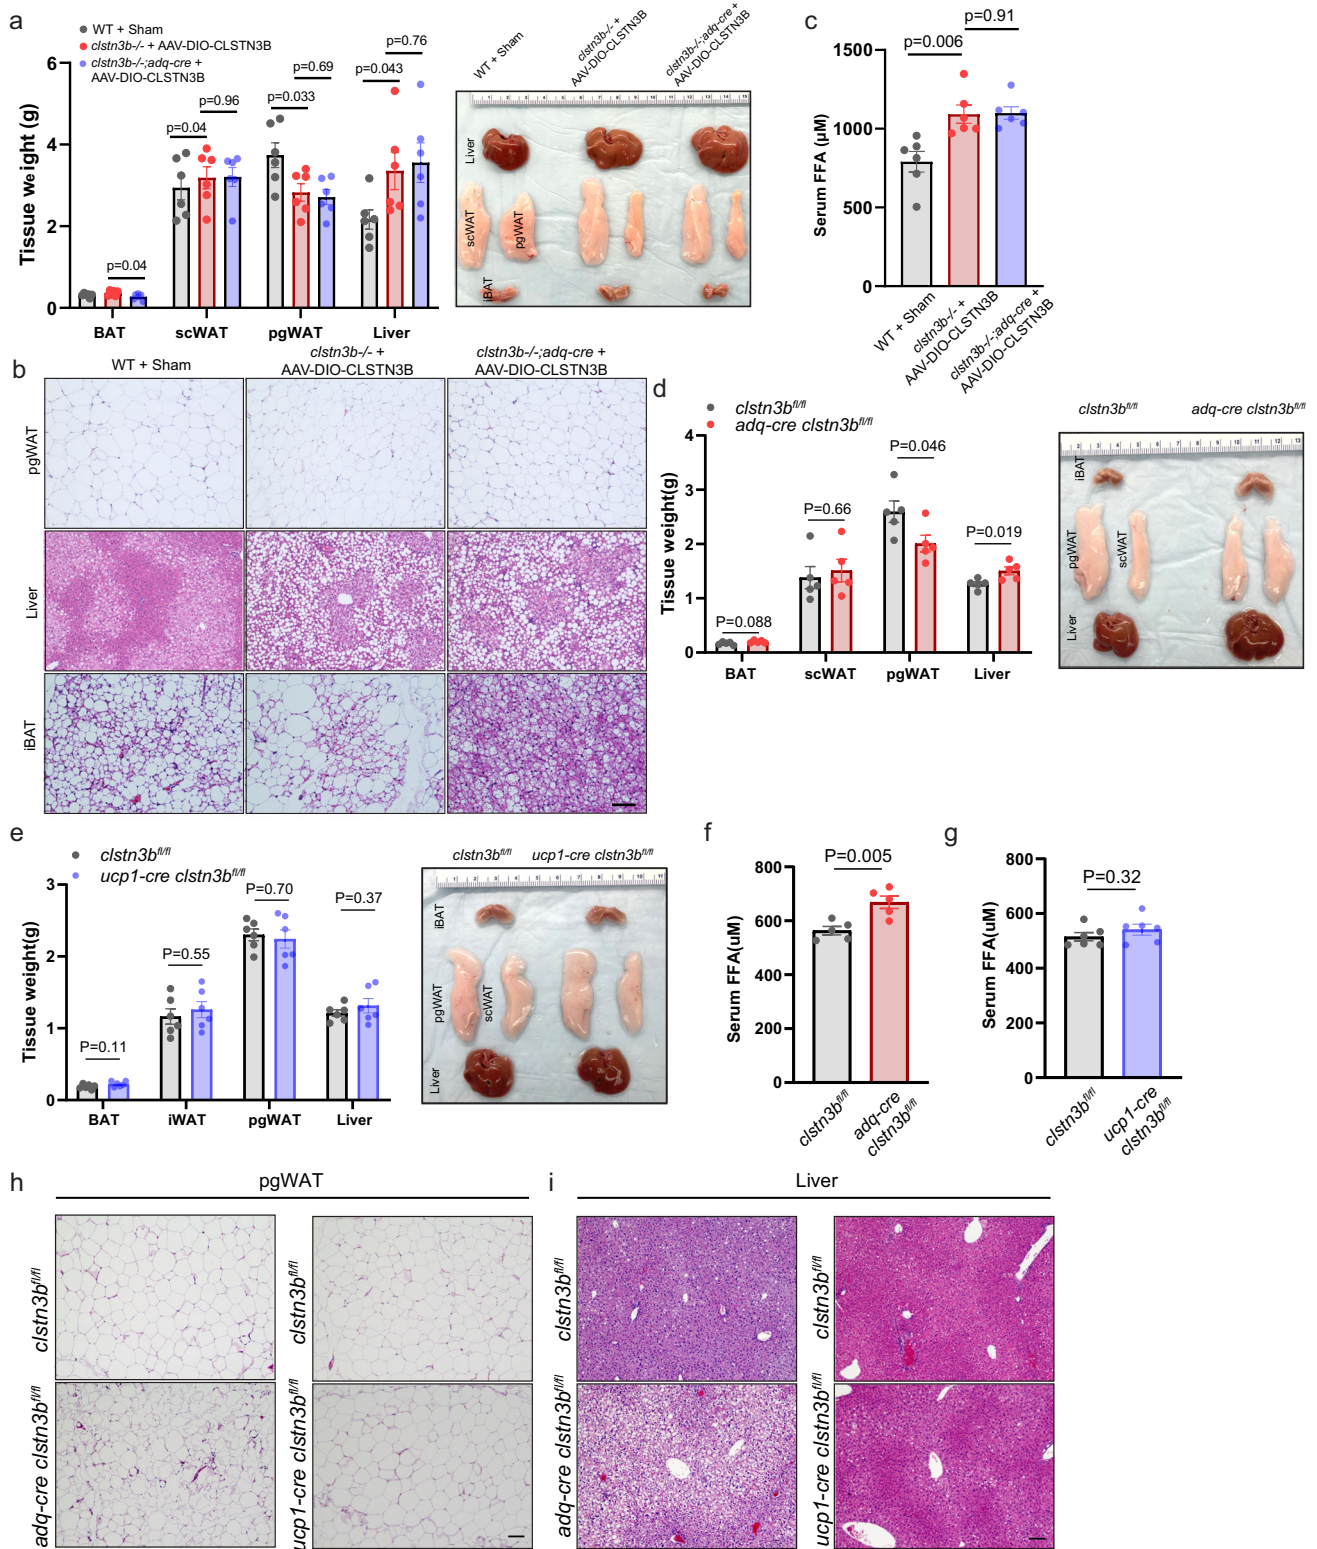 a
WT + Sham
clstn3b-/- + AAV-DIO-CLSTN3B
clstn3b-/-;adq-cre +
AAV-DIO-CLSTN3B
Tissue Weight (g)
6
4
2
0
p=0.04
p=0.04
p=0.96
p=0.033
p=0.69
p=0.043
p=0.76
BAT
scWAT
pgWAT
Liver
WT + Sham
clstn3b-/- +
AAV-DIO-CLSTN3B
clstn3b-/-;adq-cre +
AAV-DIO-CLSTN3B
Liver
scWAT
pgWAT
iBAT
c
Serum FFA (µM)
1500
1000
500
0
p=0.006
p=0.91
WT + Sham
clstn3b-/- +
AAV-DIO-CLSTN3B
clstn3b-/-;adq-cre +
AAV-DIO-CLSTN3B
b
WT + Sham
clstn3b-/- +
AAV-DIO-CLSTN3B
clstn3b-/-;adq-cre +
AAV-DIO-CLSTN3B
pgWAT
Liver
iBAT
d
clstn3bfl/fl
adq-cre clstn3bfl/fl
Tissue weight(g)
4
3
2
1
0
P=0.088
P=0.66
P=0.046
P=0.019
BAT
scWAT
pgWAT
Liver
clstn3bfl/fl
adq-cre clstn3bfl/fl
iBAT
pgWAT
scWAT
Liver
e
clstn3bfl/fl
ucp1-cre clstn3bfl/fl
Tissue weight(g)
3
2
1
0
P=0.11
P=0.55
P=0.70
P=0.37
BAT
iWAT
pgWAT
Liver
clstn3bfl/fl
ucp1-cre clstn3bfl/fl
iBAT
pgWAT
scWAT
Liver
f
Serum FFA(uM)
800
600
400
200
0
P=0.005
clstn3bfl/fl
adq-cre
clstn3bfl/fl
g
Serum FFA(uM)
800
600
400
200
0
P=0.32
clstn3bfl/fl
ucp1-cre
clstn3bfl/fl
h
pgWAT
clstn3bfl/fl
adq-cre clstn3bfl/fl
clstn3bfl/fl
ucp1-cre clstn3bfl/fl
i
Liver
clstn3bfl/fl
adq-cre clstn3bfl/fl
clstn3bfl/fl
ucp1-cre clstn3bfl/fl